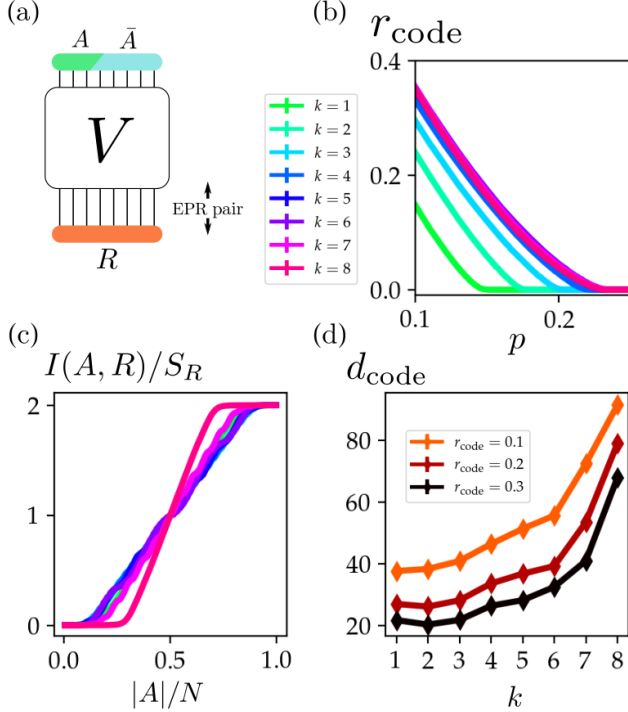 (a)
A Ā
V
EPR pair
R
k = 1
k = 2
k = 3
k = 4
k = 5
k = 6
k = 7
k = 8
(b)
r_code
0.4
0.2
0.0
0.1 0.2
p
(c)
I(A, R)/S_R
2
1
0
0.0 0.5 1.0
|A|/N
(d)
d_code
80
60
40
20
r_code = 0.1
r_code = 0.2
r_code = 0.3
1 2 3 4 5 6 7 8
k